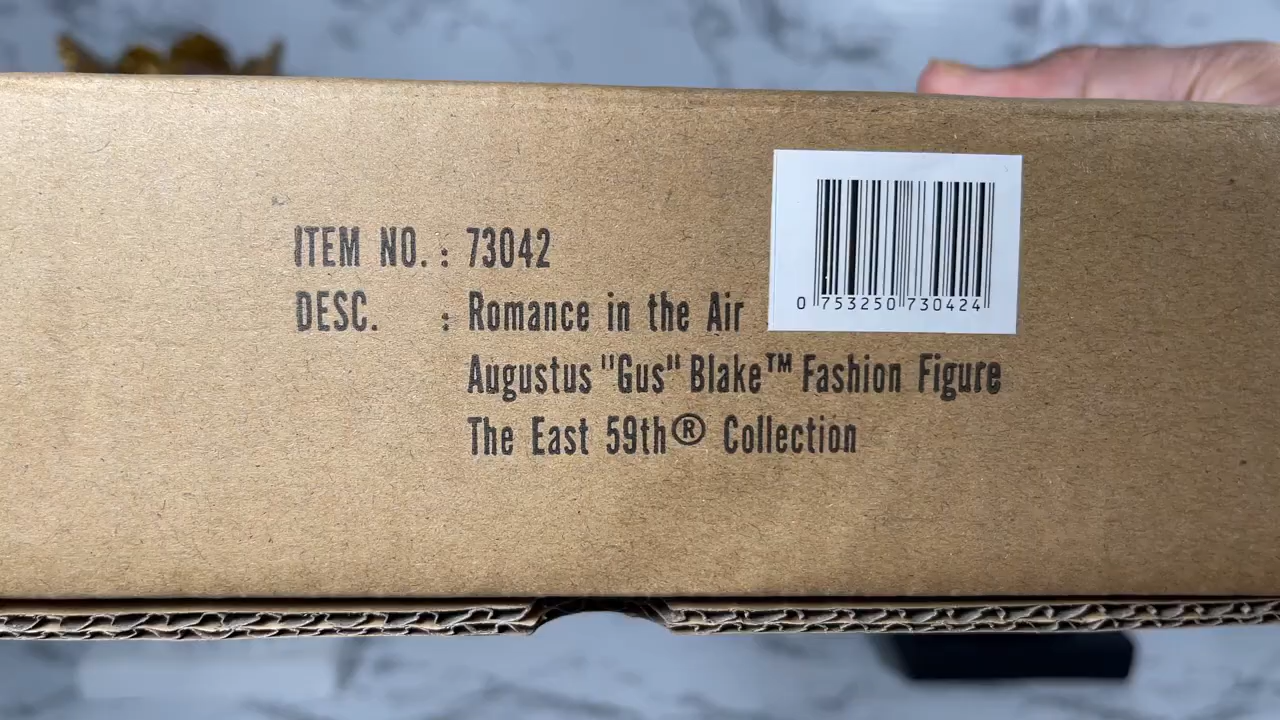 ITEM NO. : 73042
DESC. : Romance in the Air
Augustus "Gus" Blake™ Fashion Figure
The East 59th® Collection
0 753250 730424